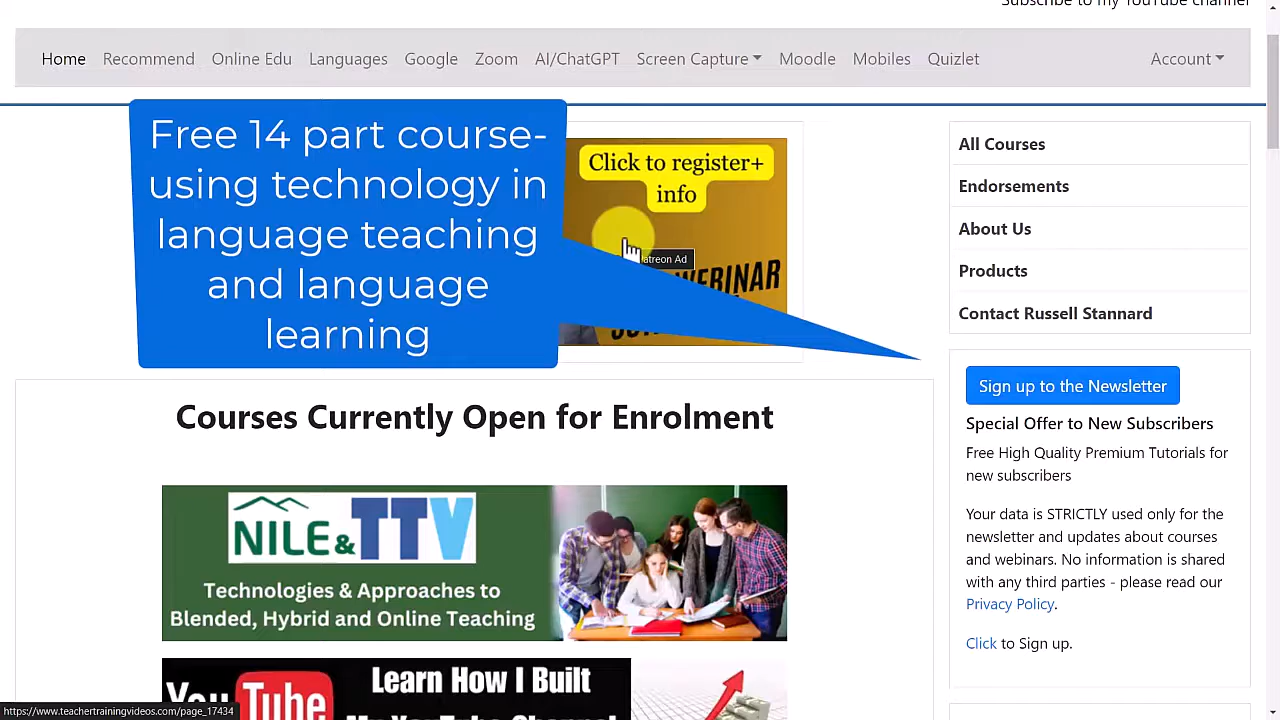 Subscribe to my YouTube channel
Home Recommend Online Edu Languages Google Zoom AI/ChatGPT Screen Capture Moodle Mobiles Quizlet Account
Free 14 part course-
using technology in
language teaching
and language
learning
Click to register+
info
atreon Ad
WEBINAR
All Courses
Endorsements
About Us
Products
Contact Russell Stannard
Sign up to the Newsletter
Special Offer to New Subscribers
Free High Quality Premium Tutorials for
new subscribers
Your data is STRICTLY used only for the
newsletter and updates about courses
and webinars. No information is shared
with any third parties - please read our
Privacy Policy.
Click to Sign up.
Courses Currently Open for Enrolment
NILE & TTV
Technologies & Approaches to
Blended, Hybrid and Online Teaching
YouTube
Learn How I Built
My YouTube Channel
https://www.teachertrainingvideos.com/page_17434